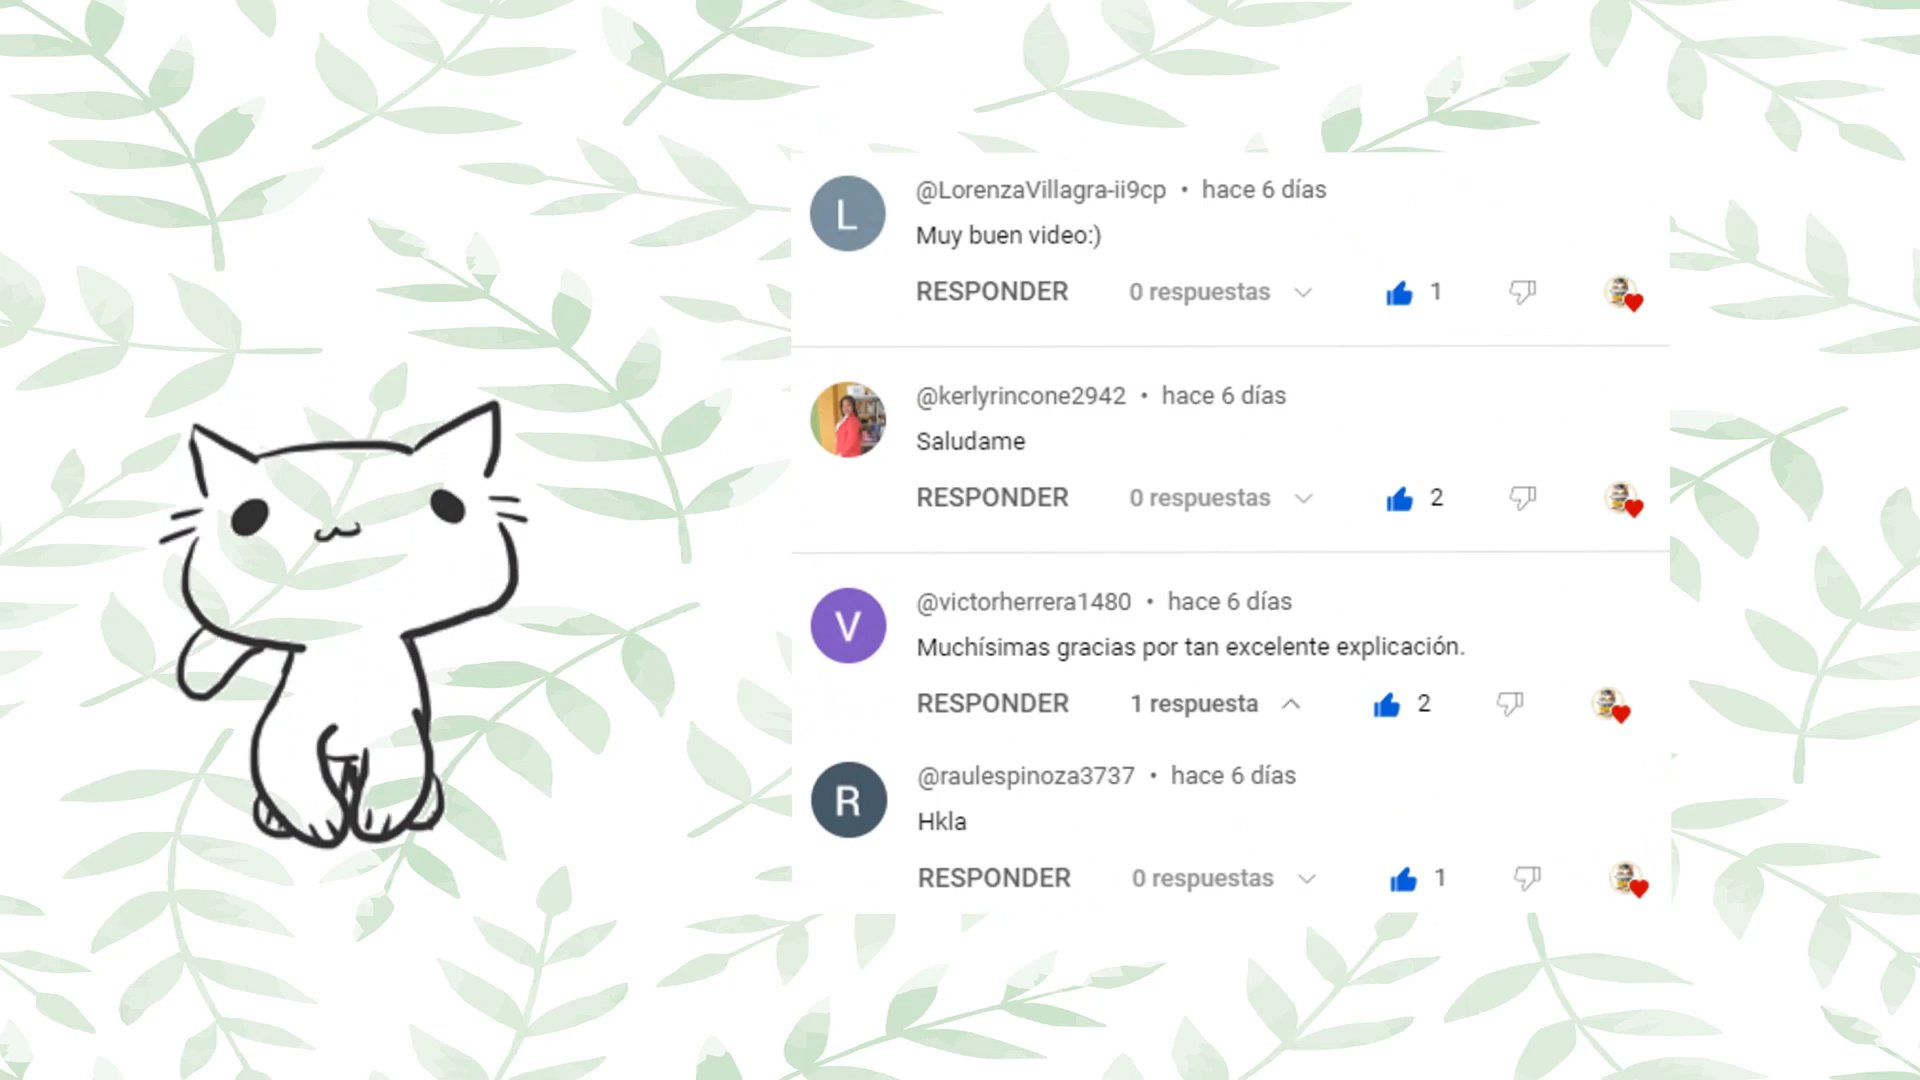 L
@LorenzaVillagra-ii9cp • hace 6 días
Muy buen video:)
RESPONDER 0 respuestas 1
@kerlyrincone2942 • hace 6 días
Saludame
RESPONDER 0 respuestas 2
V
@victorherrera1480 • hace 6 días
Muchísimas gracias por tan excelente explicación.
RESPONDER 1 respuesta 2
R
@raulespinoza3737 • hace 6 días
Hkla
RESPONDER 0 respuestas 1